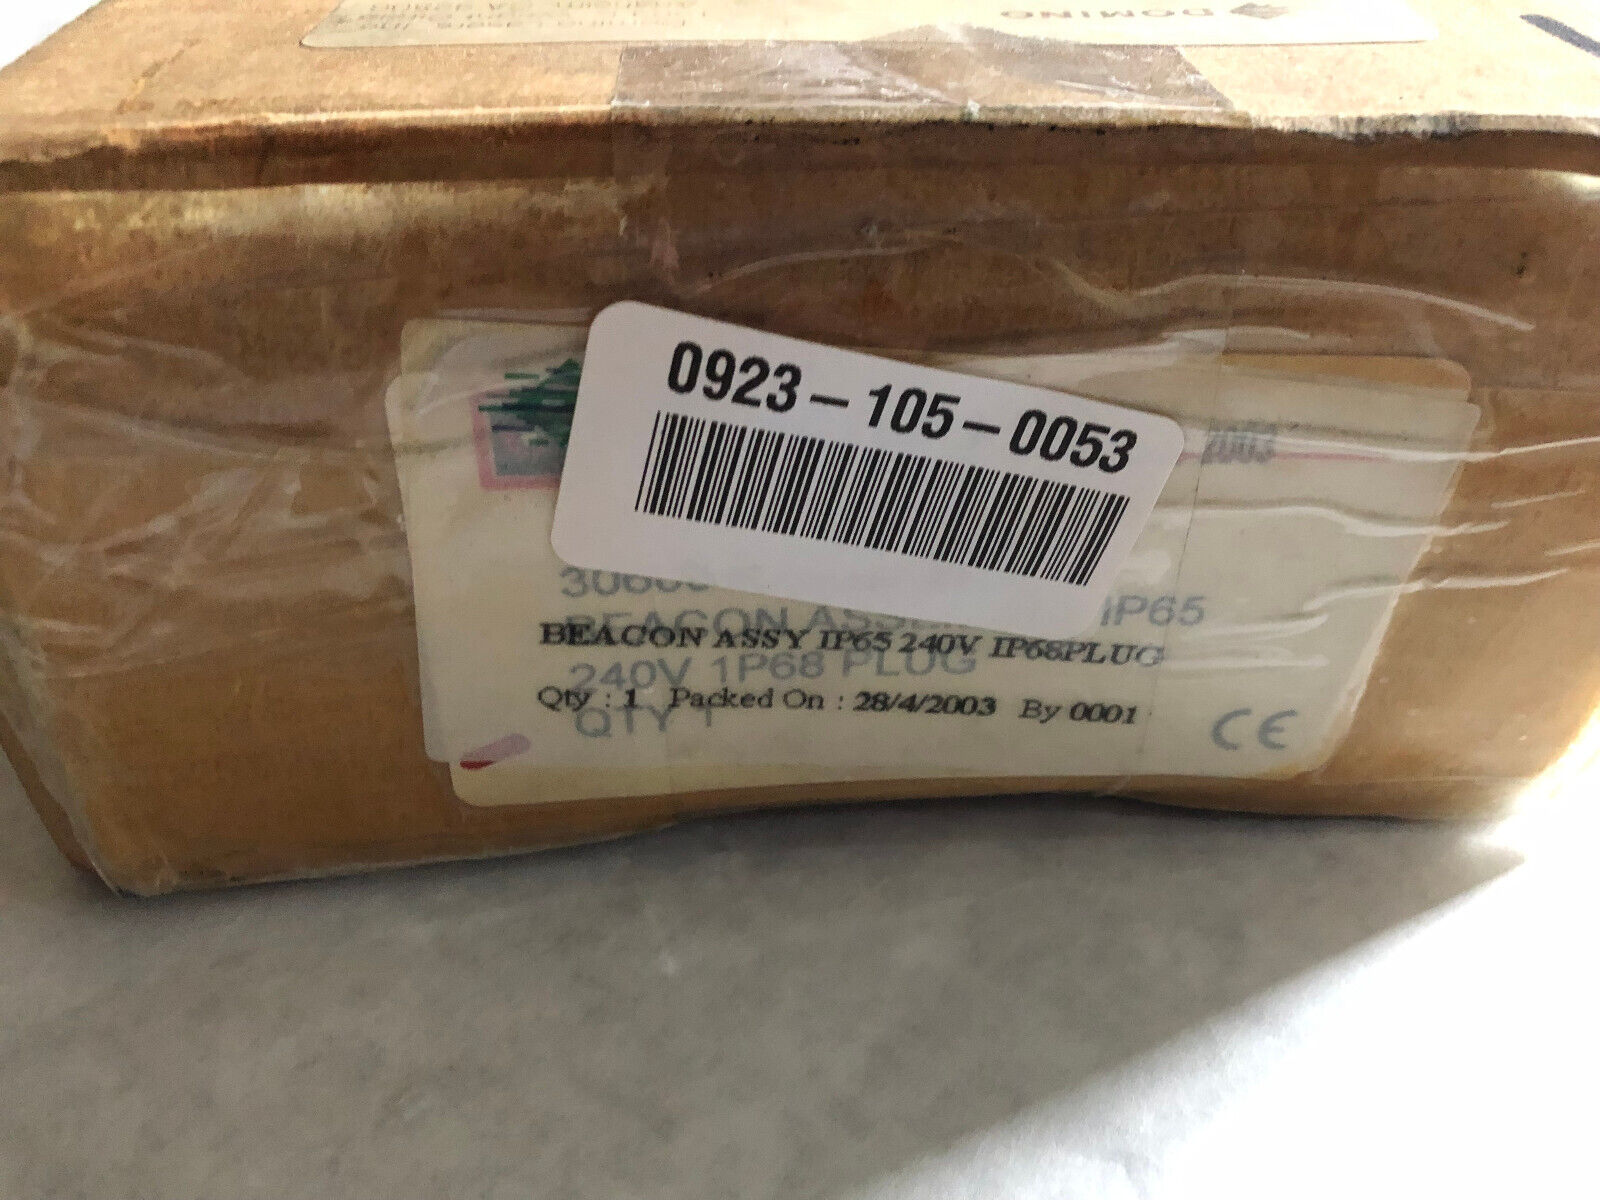 DOMINO
0923-105-0053
2003
IP65
BEACON ASSY IP65 240V IP68PLUG
240V 1P68 PLUG
Qty : 1 Packed On : 28/4/2003 By 0001
QTY 1
CE